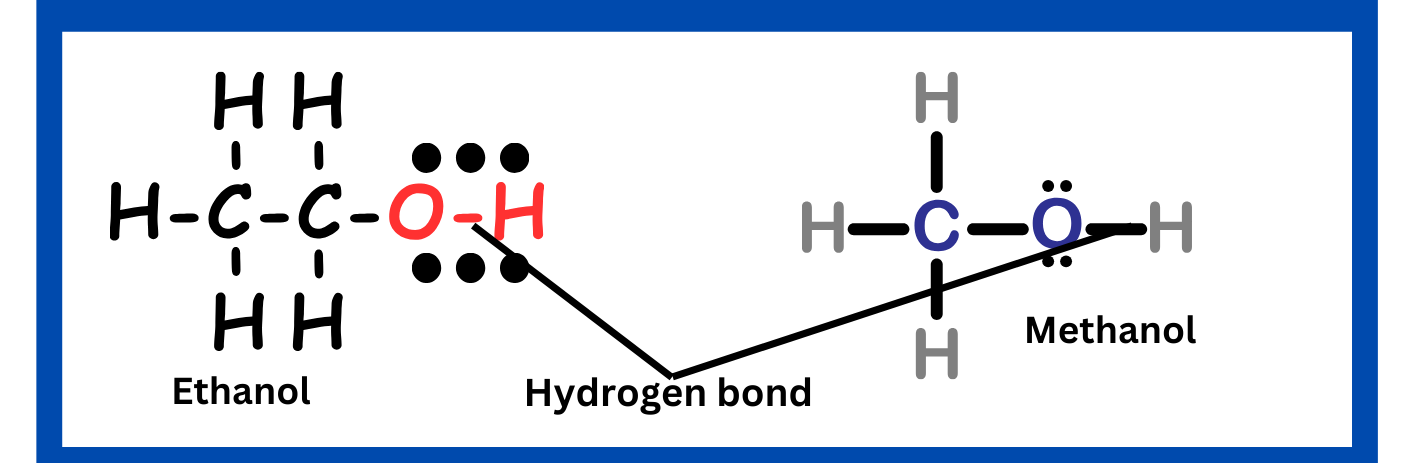 H H
H-C-C-O-H
H H
Ethanol
Hydrogen bond
H
H-C-O-H
H
Methanol